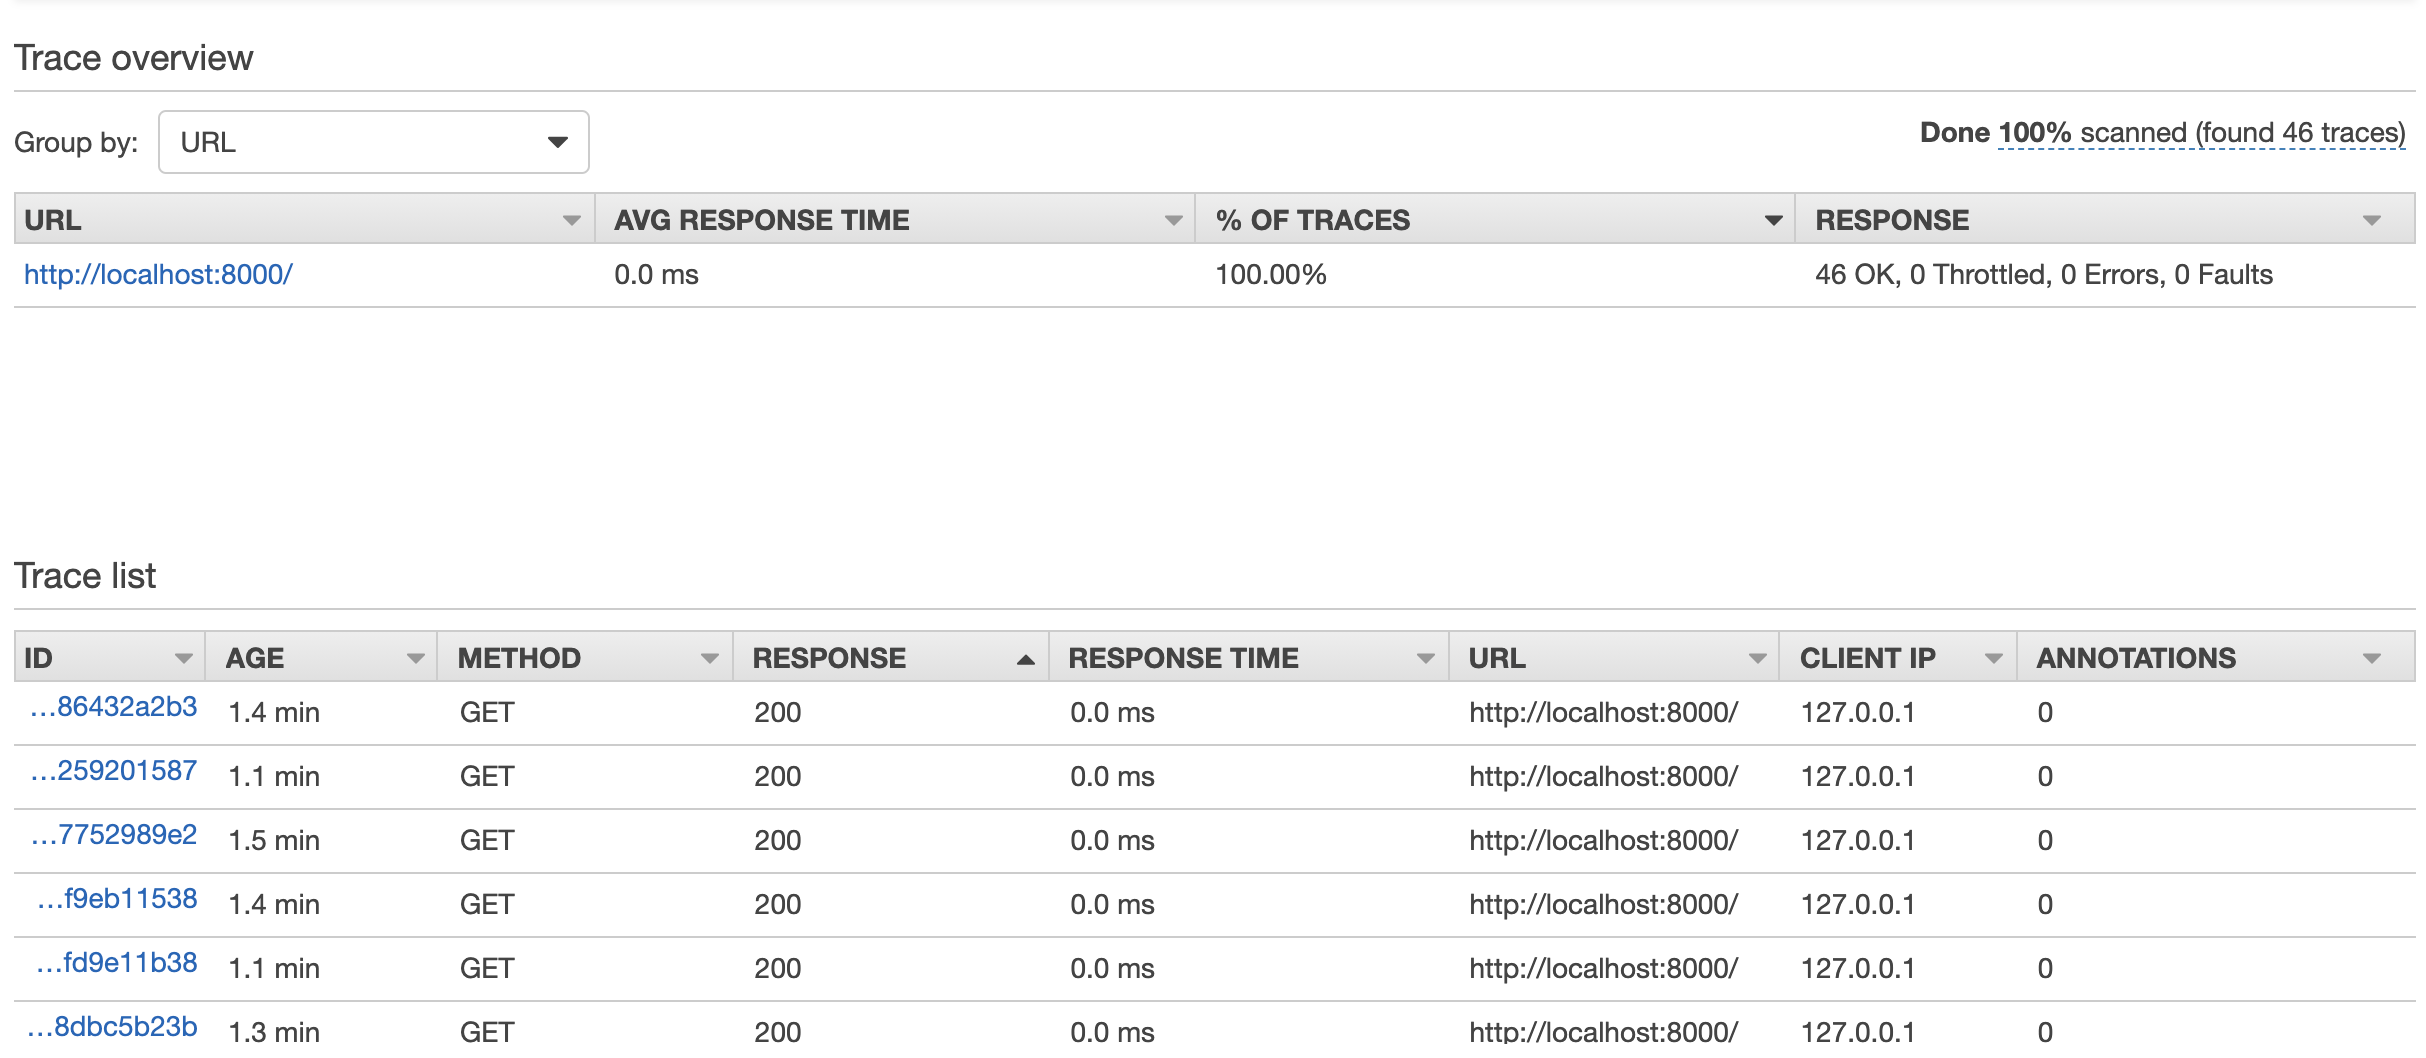 Trace overview
Group by: URL
Done 100% scanned (found 46 traces)
URL AVG RESPONSE TIME % OF TRACES RESPONSE
http://localhost:8000/ 0.0 ms 100.00% 46 OK, 0 Throttled, 0 Errors, 0 Faults
Trace list
ID AGE METHOD RESPONSE RESPONSE TIME URL CLIENT IP ANNOTATIONS
...86432a2b3 1.4 min GET 200 0.0 ms http://localhost:8000/ 127.0.0.1 0
...259201587 1.1 min GET 200 0.0 ms http://localhost:8000/ 127.0.0.1 0
...7752989e2 1.5 min GET 200 0.0 ms http://localhost:8000/ 127.0.0.1 0
...f9eb11538 1.4 min GET 200 0.0 ms http://localhost:8000/ 127.0.0.1 0
...fd9e11b38 1.1 min GET 200 0.0 ms http://localhost:8000/ 127.0.0.1 0
...8dbc5b23b 1.3 min GET 200 0.0 ms http://localhost:8000/ 127.0.0.1 0